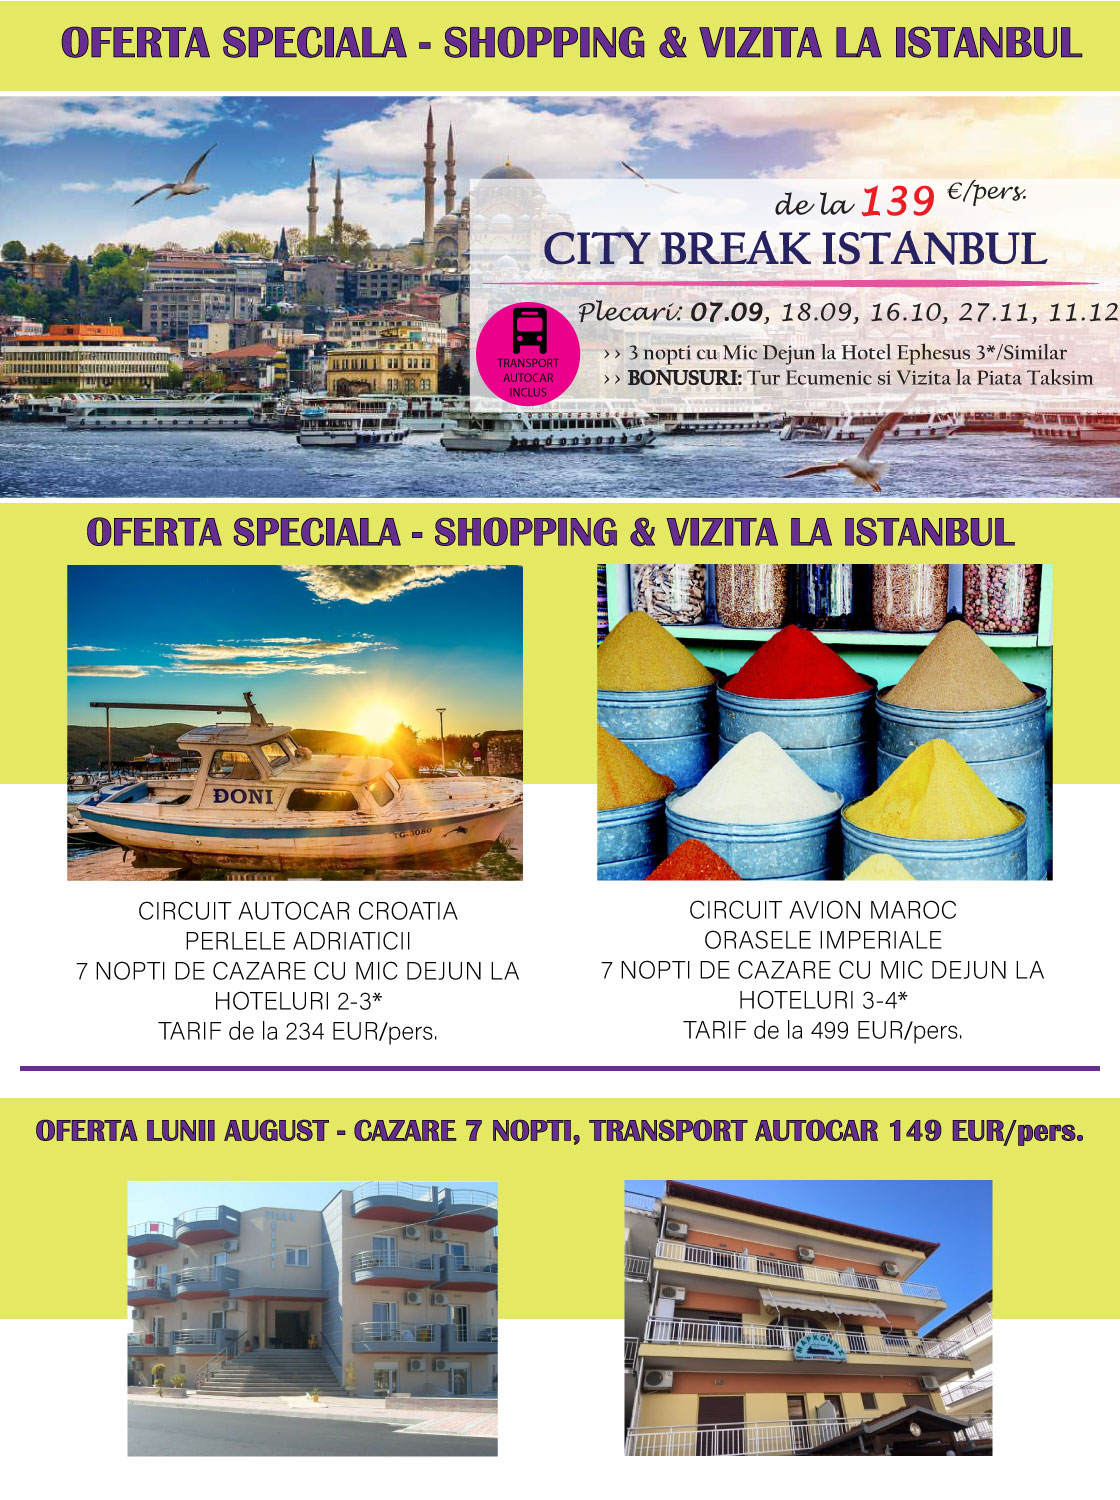 OFERTA SPECIALA - SHOPPING & VIZITA LA ISTANBUL
de la 139 €/pers.
CITY BREAK ISTANBUL
Plecari: 07.09, 18.09, 16.10, 27.11, 11.12
TRANSPORT
AUTOCAR
INCLUS
›› 3 nopti cu Mic Dejun la Hotel Ephesus 3*/Similar
›› BONUSURI: Tur Ecumenic si Vizita la Piata Taksim
OFERTA SPECIALA - SHOPPING & VIZITA LA ISTANBUL
ĐONI
TG 1080
CIRCUIT AUTOCAR CROATIA
PERLELE ADRIATICII
7 NOPTI DE CAZARE CU MIC DEJUN LA
HOTELURI 2-3*
TARIF de la 234 EUR/pers.
CIRCUIT AVION MAROC
ORASELE IMPERIALE
7 NOPTI DE CAZARE CU MIC DEJUN LA
HOTELURI 3-4*
TARIF de la 499 EUR/pers.
OFERTA LUNII AUGUST - CAZARE 7 NOPTI, TRANSPORT AUTOCAR 149 EUR/pers.
ΜΑΡΚΟΝΗΣ
HOTEL